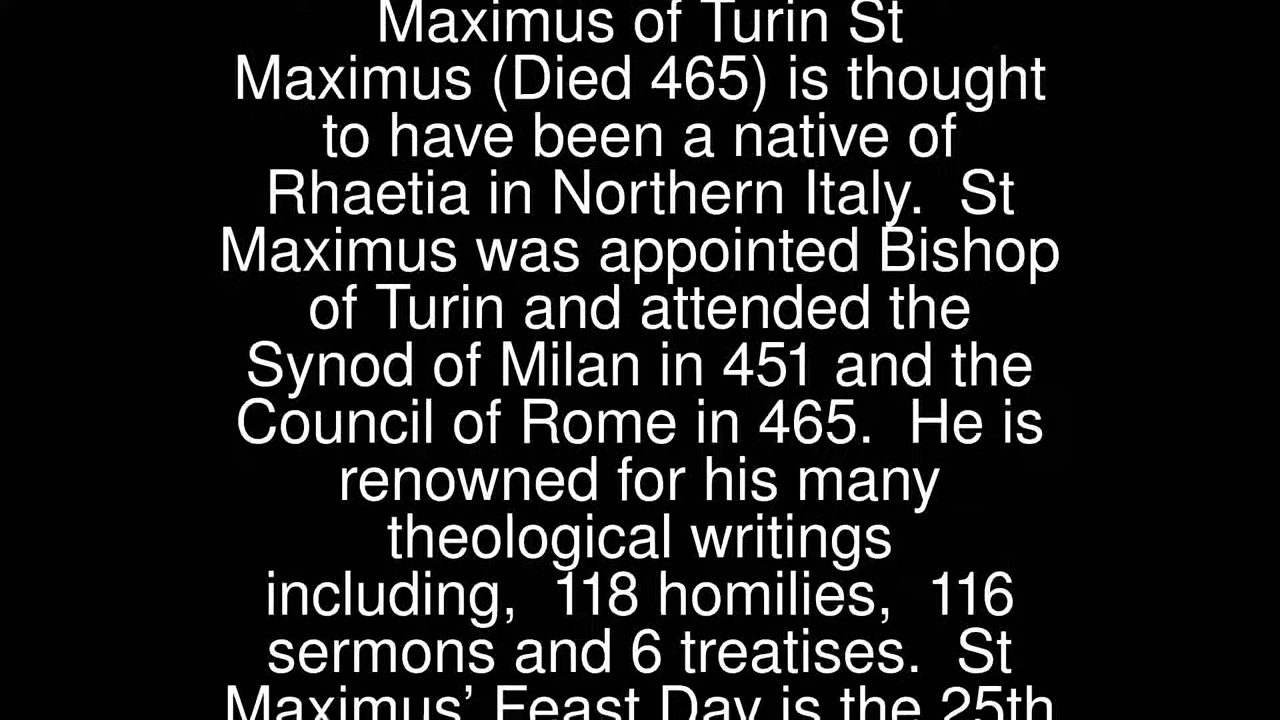 Maximus of Turin St
Maximus (Died 465) is thought
to have been a native of
Rhaetia in Northern Italy.  St
Maximus was appointed Bishop
of Turin and attended the
Synod of Milan in 451 and the
Council of Rome in 465.  He is
renowned for his many
theological writings
including,  118 homilies,  116
sermons and 6 treatises.  St
Maximus’ Feast Day is the 25th